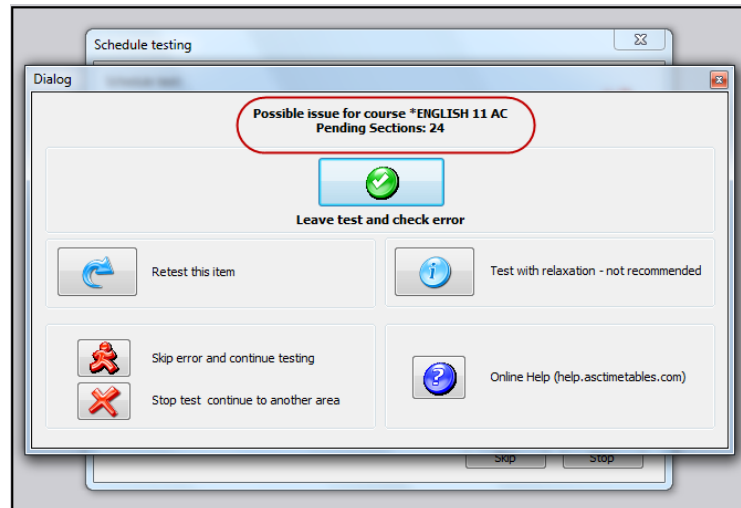 Schedule testing
Dialog
Possible issue for course *ENGLISH 11 AC
Pending Sections: 24
Leave test and check error
Retest this item
Test with relaxation - not recommended
Skip error and continue testing
Online Help (help.asctimetables.com)
Stop test continue to another area
Skip
Stop